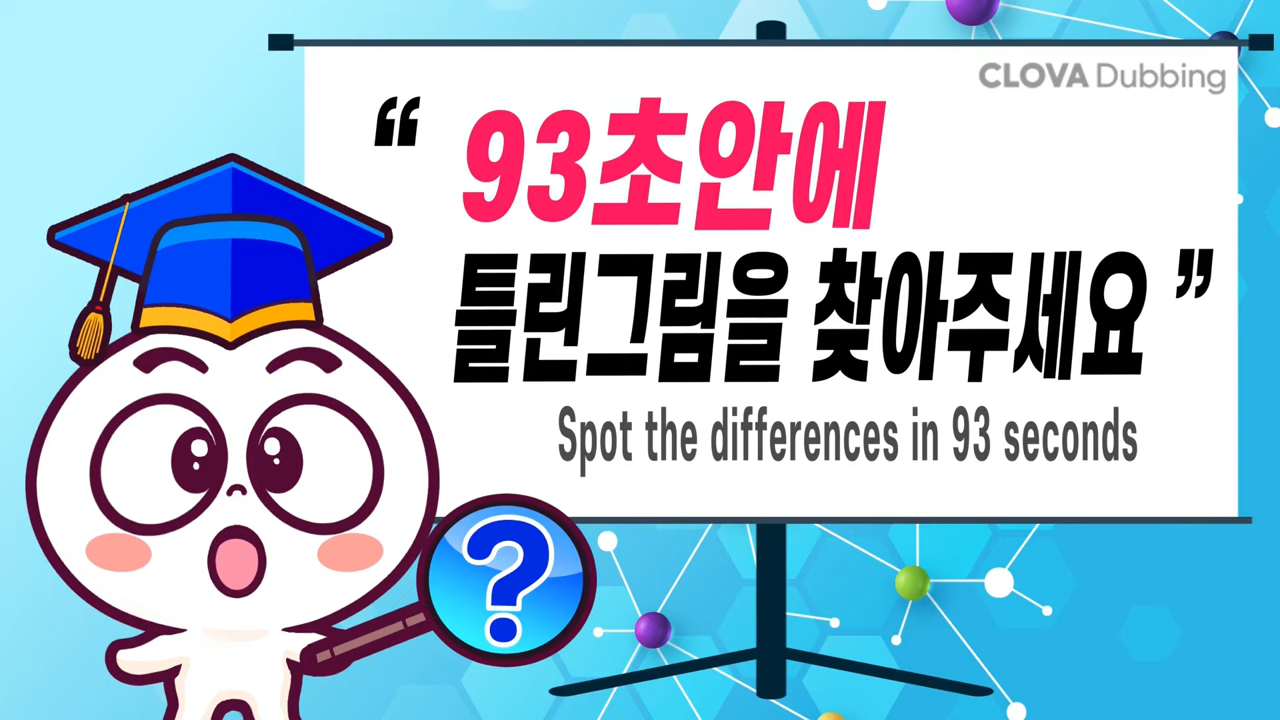 CLOVA Dubbing
“ 93초안에
틀린그림을 찾아주세요 ”
Spot the differences in 93 seconds
?